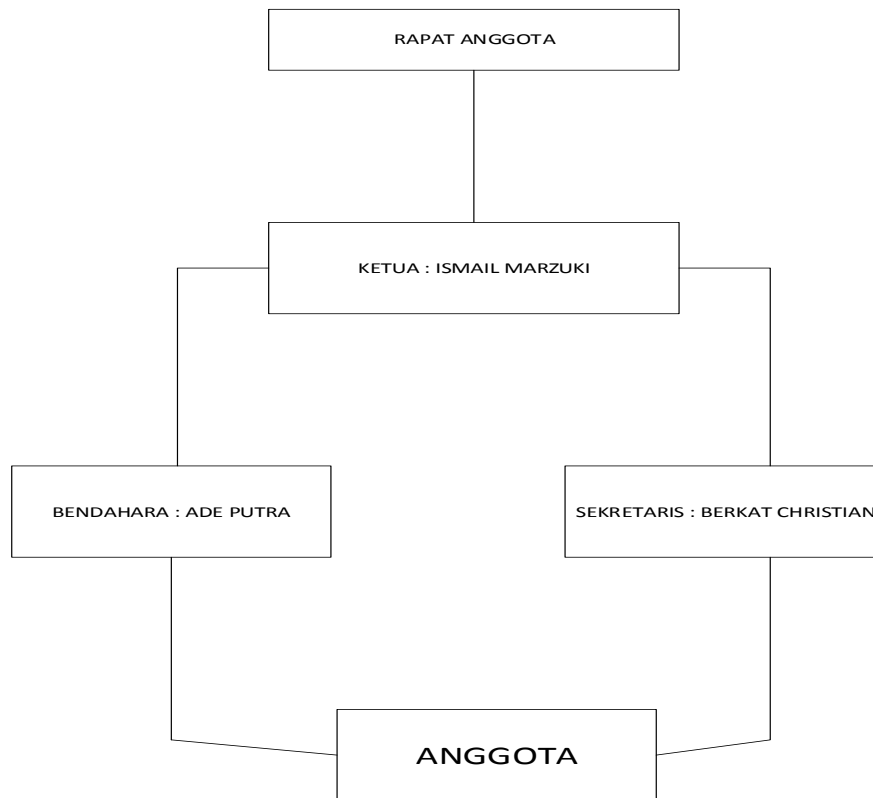 RAPAT ANGGOTA
KETUA : ISMAIL MARZUKI
BENDAHARA : ADE PUTRA
SEKRETARIS : BERKAT CHRISTIAN
ANGGOTA